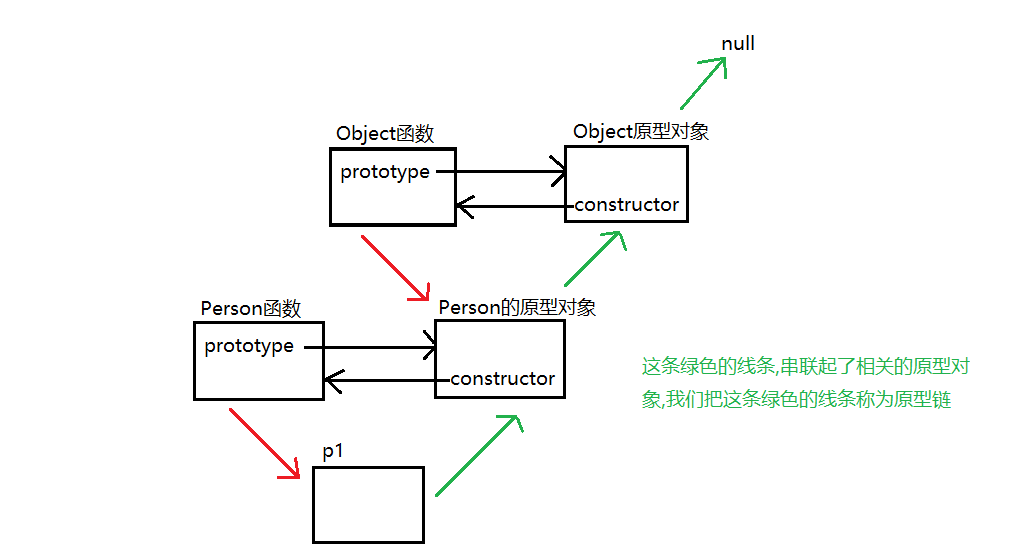 null
Object函数
Object原型对象
prototype
constructor
Person函数
Person的原型对象
prototype
constructor
这条绿色的线条,串联起了相关的原型对
象,我们把这条绿色的线条称为原型链
p1